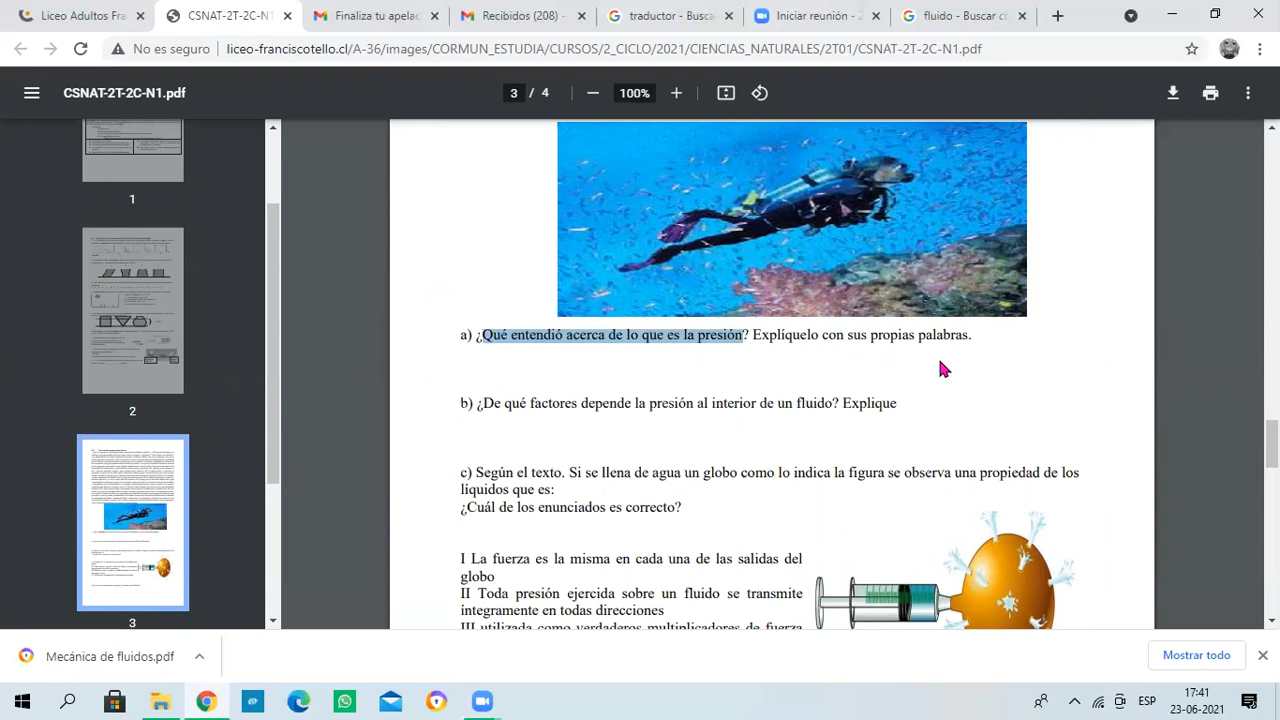 Liceo Adultos Fra
CSNAT-2T-2C-N1
Finaliza tu apelac
Recibidos (208) -
traductor - Busca
Iniciar reunión - Z
fluido - Buscar co
No es seguro
liceo-franciscotello.cl/A-36/images/CORMUN_ESTUDIA/CURSOS/2_CICLO/2021/CIENCIAS_NATURALES/2T01/CSNAT-2T-2C-N1.pdf
CSNAT-2T-2C-N1.pdf
3 / 4
100%
1
2
3
a) ¿Qué entendió acerca de lo que es la presión? Explíquelo con sus propias palabras.
b) ¿De qué factores depende la presión al interior de un fluido? Explique
c) Según el texto. Si se llena de agua un globo como lo indica la figura se observa una propiedad de los
líquidos que es:
¿Cuál de los enunciados es correcto?
I La fuerza es la misma en cada una de las salidas del
globo
II Toda presión ejercida sobre un fluido se transmite
íntegramente en todas direcciones
III utilizada como verdaderos multiplicadores de fuerza
Mecánica de fluidos.pdf
Mostrar todo
ESP
17:41
23-06-2021